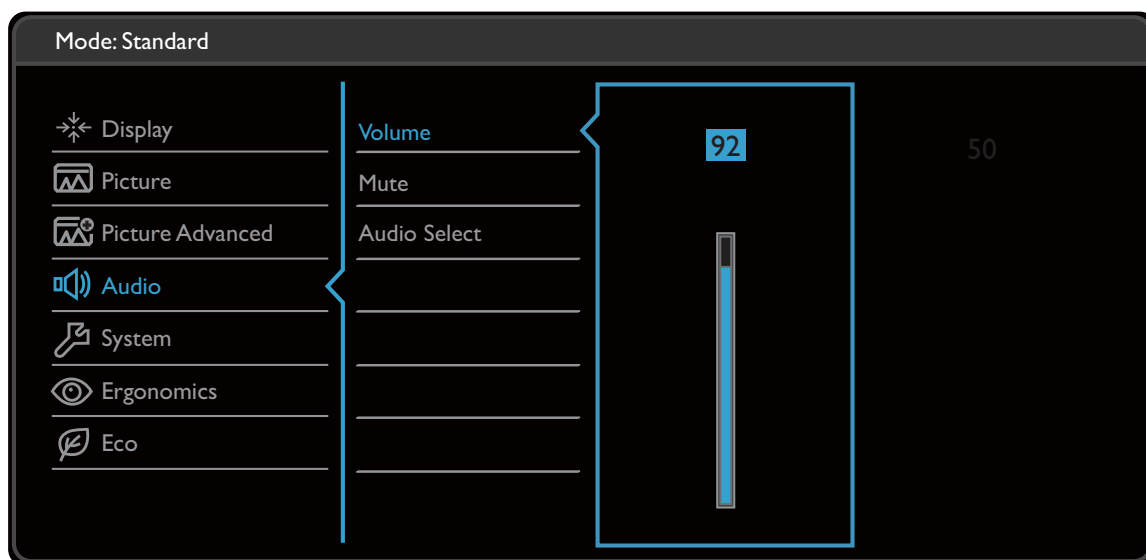 Mode: Standard
Display
Picture
Picture Advanced
Audio
System
Ergonomics
Eco
Volume
Mute
Audio Select
92
50